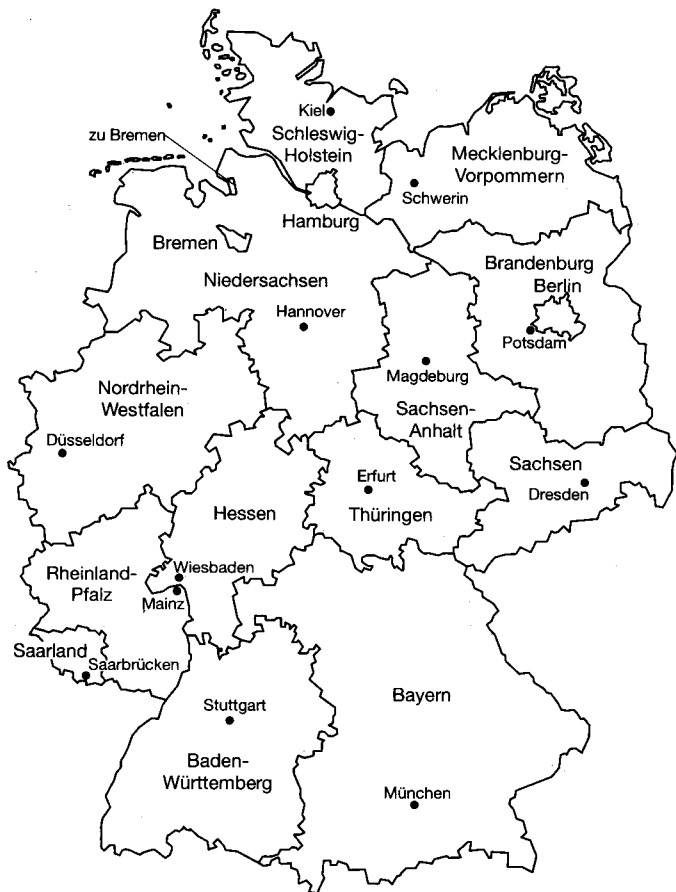 Kiel
zu Bremen
Schleswig-
Holstein
Mecklenburg-
Vorpommern
Schwerin
Hamburg
Bremen
Niedersachsen
Brandenburg
Berlin
Hannover
Potsdam
Magdeburg
Nordrhein-
Westfalen
Sachsen-
Anhalt
Düsseldorf
Sachsen
Erfurt
Dresden
Hessen
Thüringen
Wiesbaden
Rheinland-
Pfalz
Mainz
Saarland
Saarbrücken
Bayern
Stuttgart
Baden-
Württemberg
München